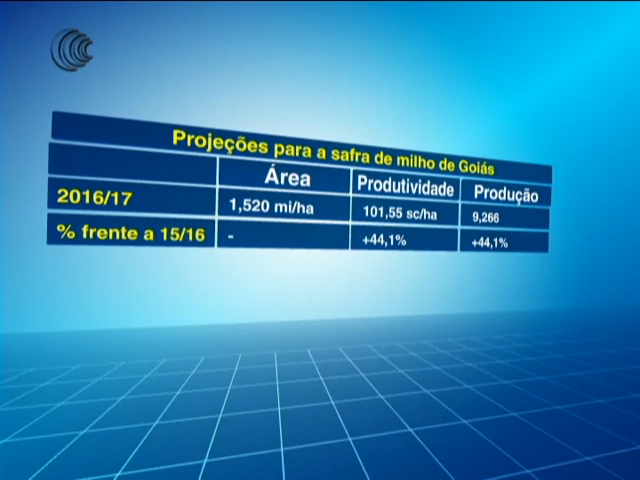 Projeções para a safra de milho de Goiás
Área Produtividade Produção
2016/17 1,520 mi/ha 101,55 sc/ha 9,266
% frente a 15/16 - +44,1% +44,1%